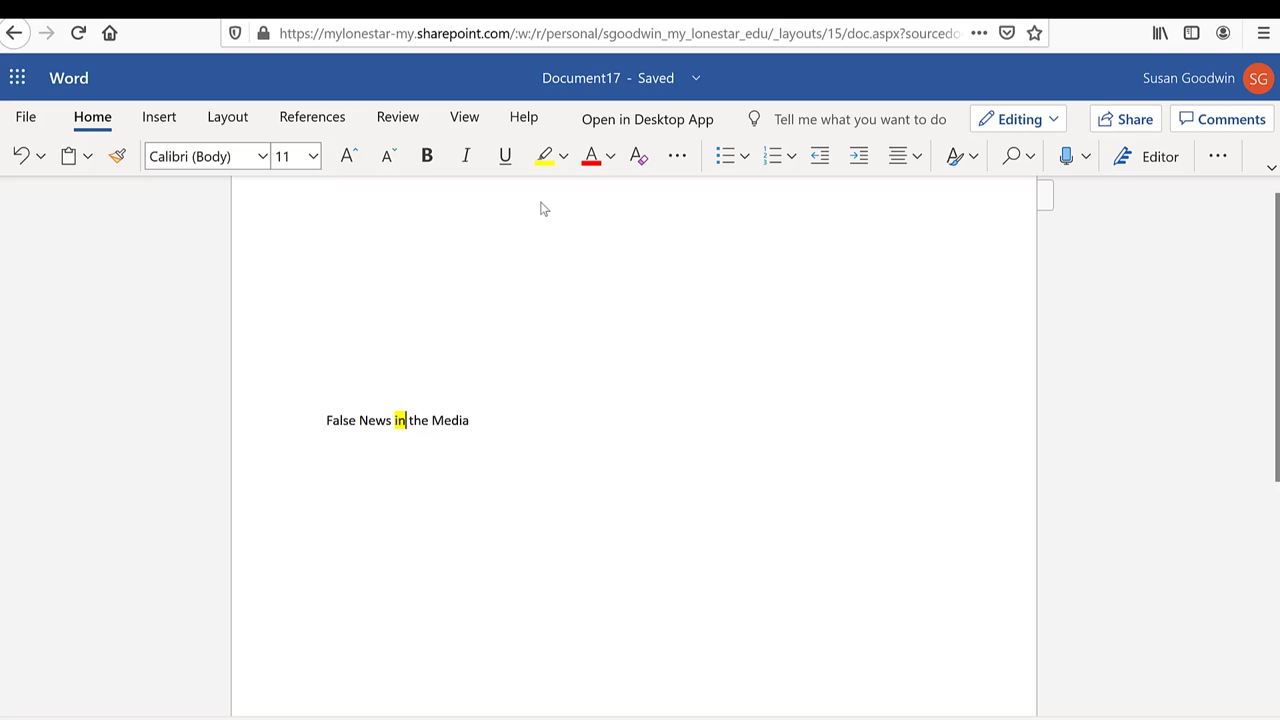 https://mylonestar-my.sharepoint.com/:w:/r/personal/sgoodwin_my_lonestar_edu/_layouts/15/doc.aspx?sourcedo
Word
Document17 - Saved
Susan Goodwin SG
File Home Insert Layout References Review View Help Open in Desktop App Tell me what you want to do Editing Share Comments
Calibri (Body) 11 A A B I U A A Editor
False News in the Media